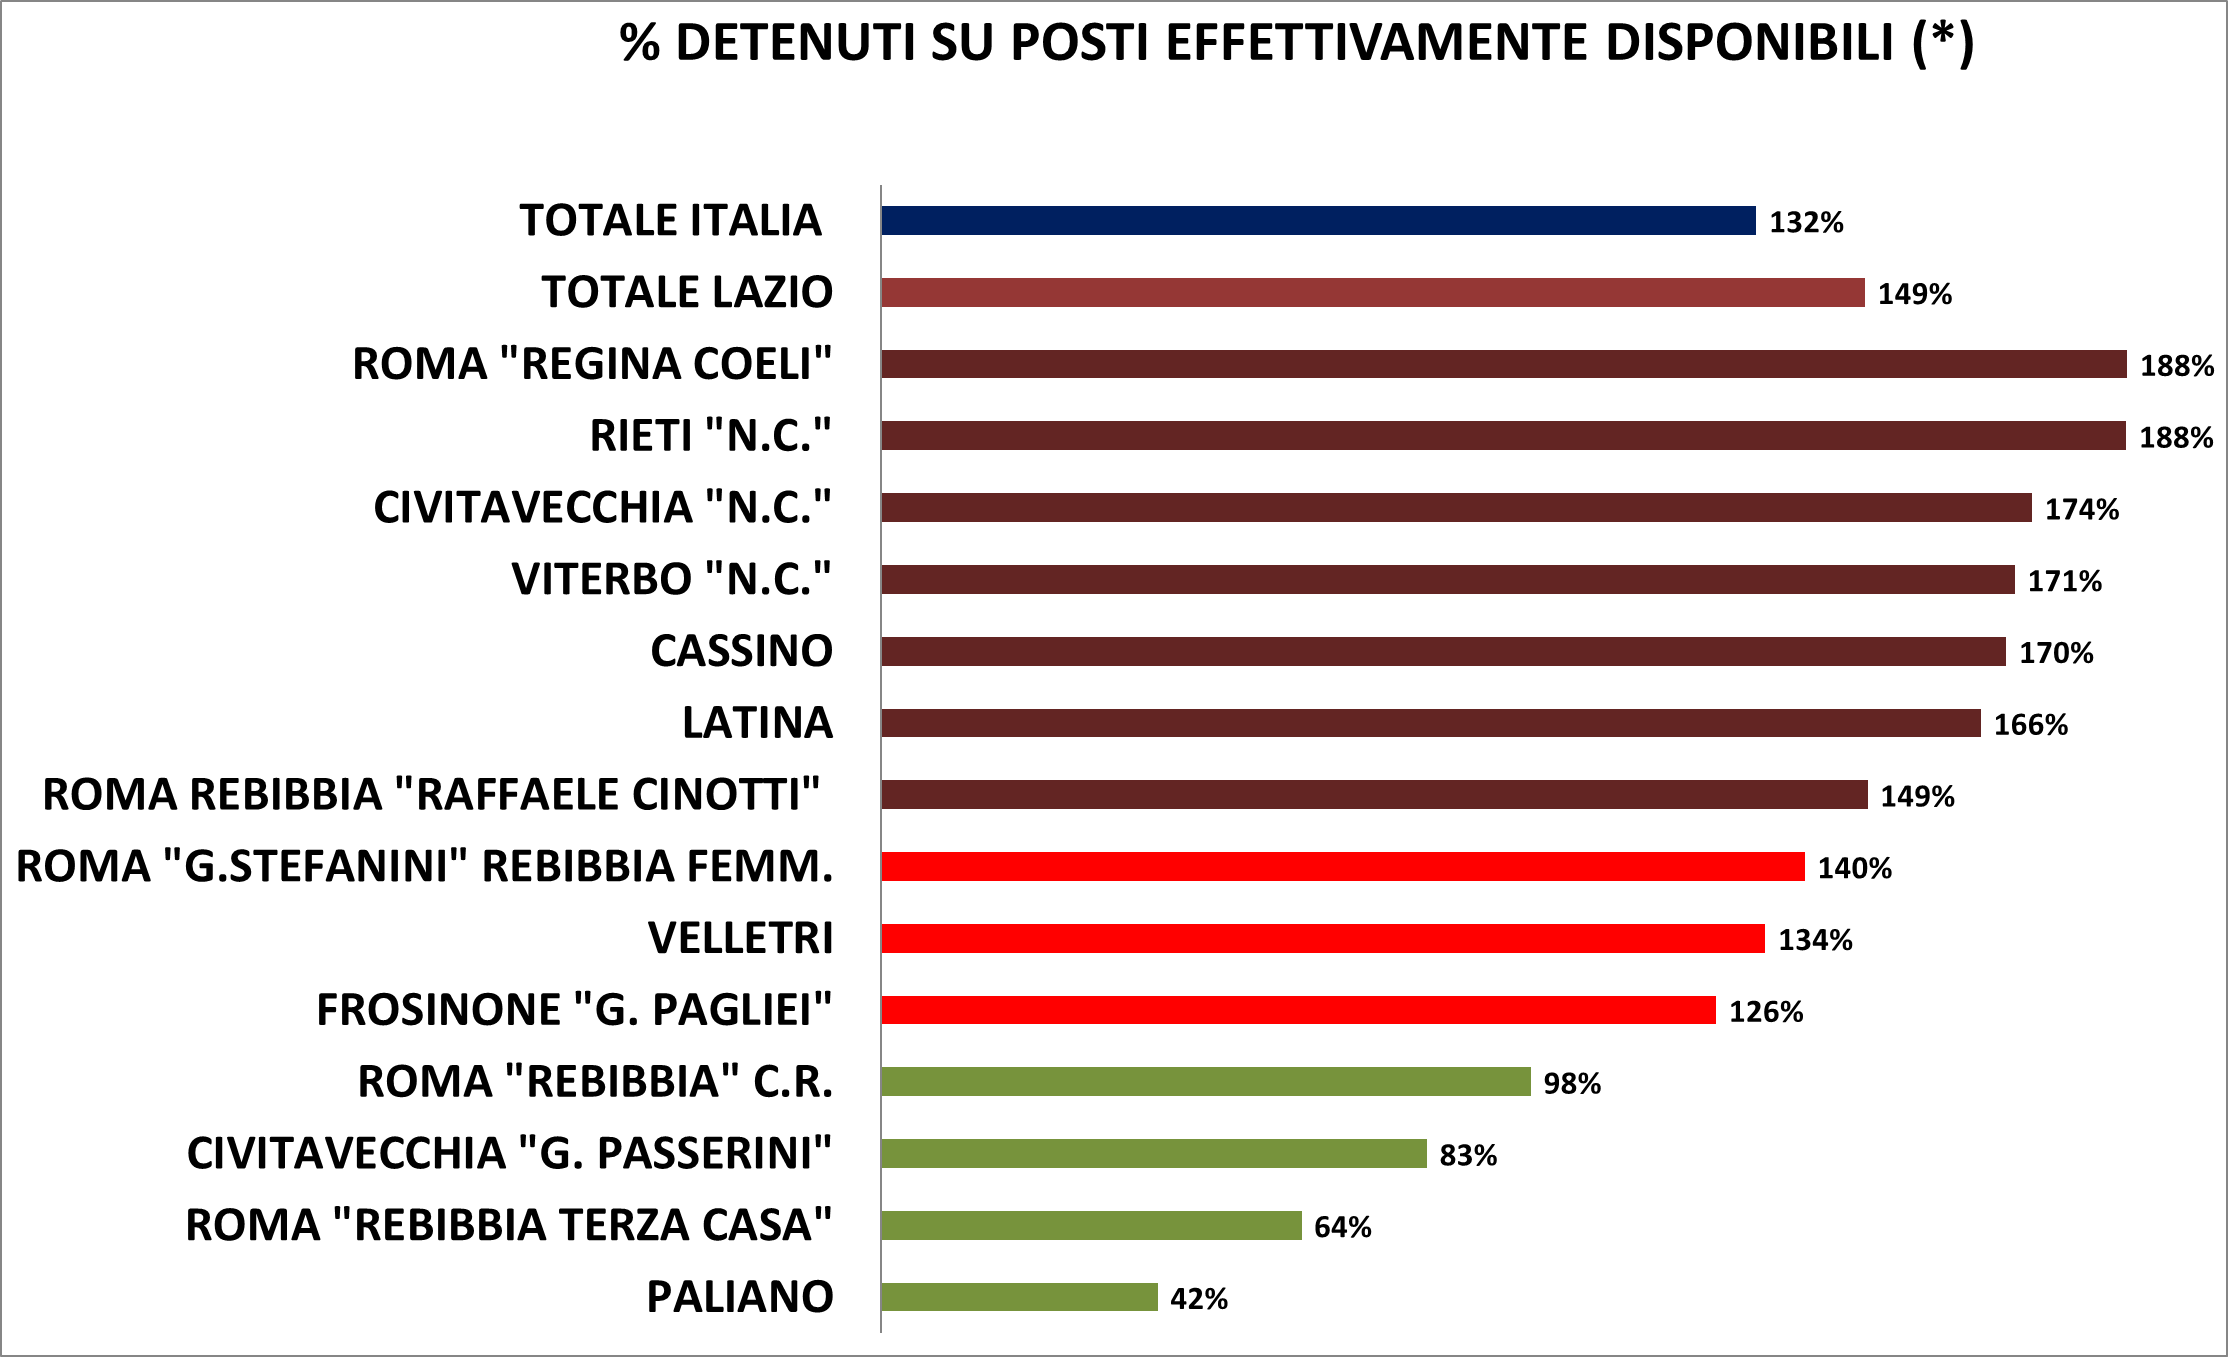 % DETENUTI SU POSTI EFFETTIVAMENTE DISPONIBILI (*)
TOTALE ITALIA 132%
TOTALE LAZIO 149%
ROMA "REGINA COELI" 188%
RIETI "N.C." 188%
CIVITAVECCHIA "N.C." 174%
VITERBO "N.C." 171%
CASSINO 170%
LATINA 166%
ROMA REBIBBIA "RAFFAELE CINOTTI" 149%
ROMA "G.STEFANINI" REBIBBIA FEMM. 140%
VELLETRI 134%
FROSINONE "G. PAGLIEI" 126%
ROMA "REBIBBIA" C.R. 98%
CIVITAVECCHIA "G. PASSERINI" 83%
ROMA "REBIBBIA TERZA CASA" 64%
PALIANO 42%